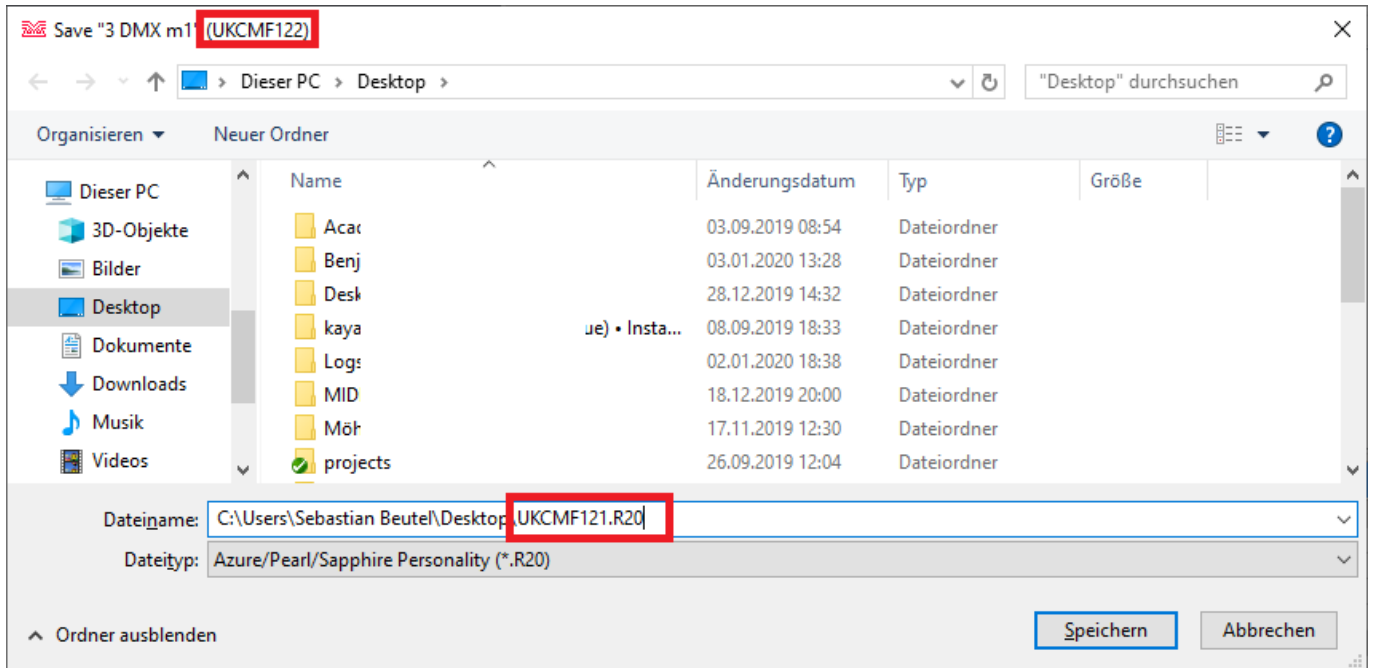 Save "3 DMX m1" (UKCMF122)
Dieser PC > Desktop >
"Desktop" durchsuchen
Organisieren
Neuer Ordner
?
Name Änderungsdatum Typ Größe
Dieser PC
3D-Objekte
Bilder
Desktop
Dokumente
Downloads
Musik
Videos
Acac 03.09.2019 08:54 Dateiordner
Benj 03.01.2020 13:28 Dateiordner
Desk 28.12.2019 14:32 Dateiordner
kaya ue) • Insta... 08.09.2019 18:33 Dateiordner
Logs 02.01.2020 18:38 Dateiordner
MID 18.12.2019 20:00 Dateiordner
Möh 17.11.2019 12:30 Dateiordner
projects 26.09.2019 12:04 Dateiordner
Dateiname: C:\Users\Sebastian Beutel\Desktop\UKCMF121.R20
Dateityp: Azure/Pearl/Sapphire Personality (*.R20)
Ordner ausblenden
Speichern
Abbrechen